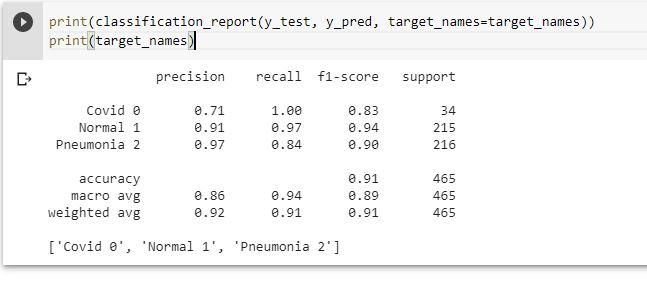 print(classification_report(y_test, y_pred, target_names=target_names))
print(target_names)
precision recall f1-score support
Covid 0 0.71 1.00 0.83 34
Normal 1 0.91 0.97 0.94 215
Pneumonia 2 0.97 0.84 0.90 216
accuracy 0.91 465
macro avg 0.86 0.94 0.89 465
weighted avg 0.92 0.91 0.91 465
['Covid 0', 'Normal 1', 'Pneumonia 2']